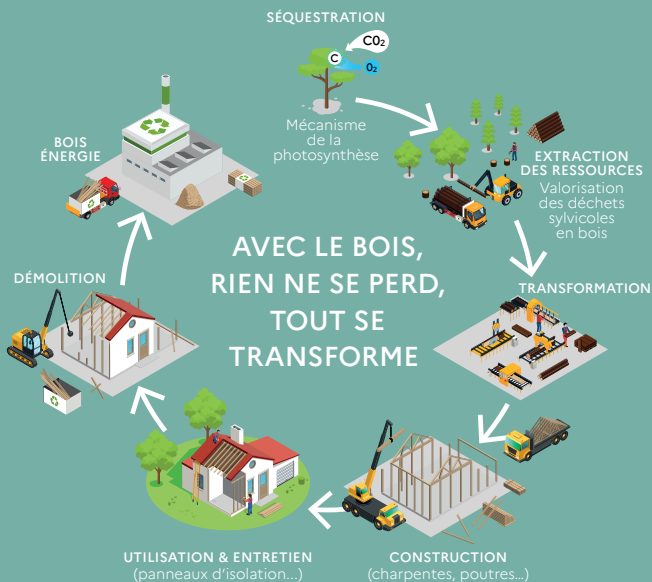 SÉQUESTRATION
CO₂
C
O₂
Mécanisme
de la
photosynthèse
BOIS
ÉNERGIE
EXTRACTION
DES RESSOURCES
Valorisation
des déchets
sylvicoles
en bois
AVEC LE BOIS,
RIEN NE SE PERD,
TOUT SE
TRANSFORME
DÉMOLITION
TRANSFORMATION
UTILISATION & ENTRETIEN
(panneaux d'isolation...)
CONSTRUCTION
(charpentes, poutres...)